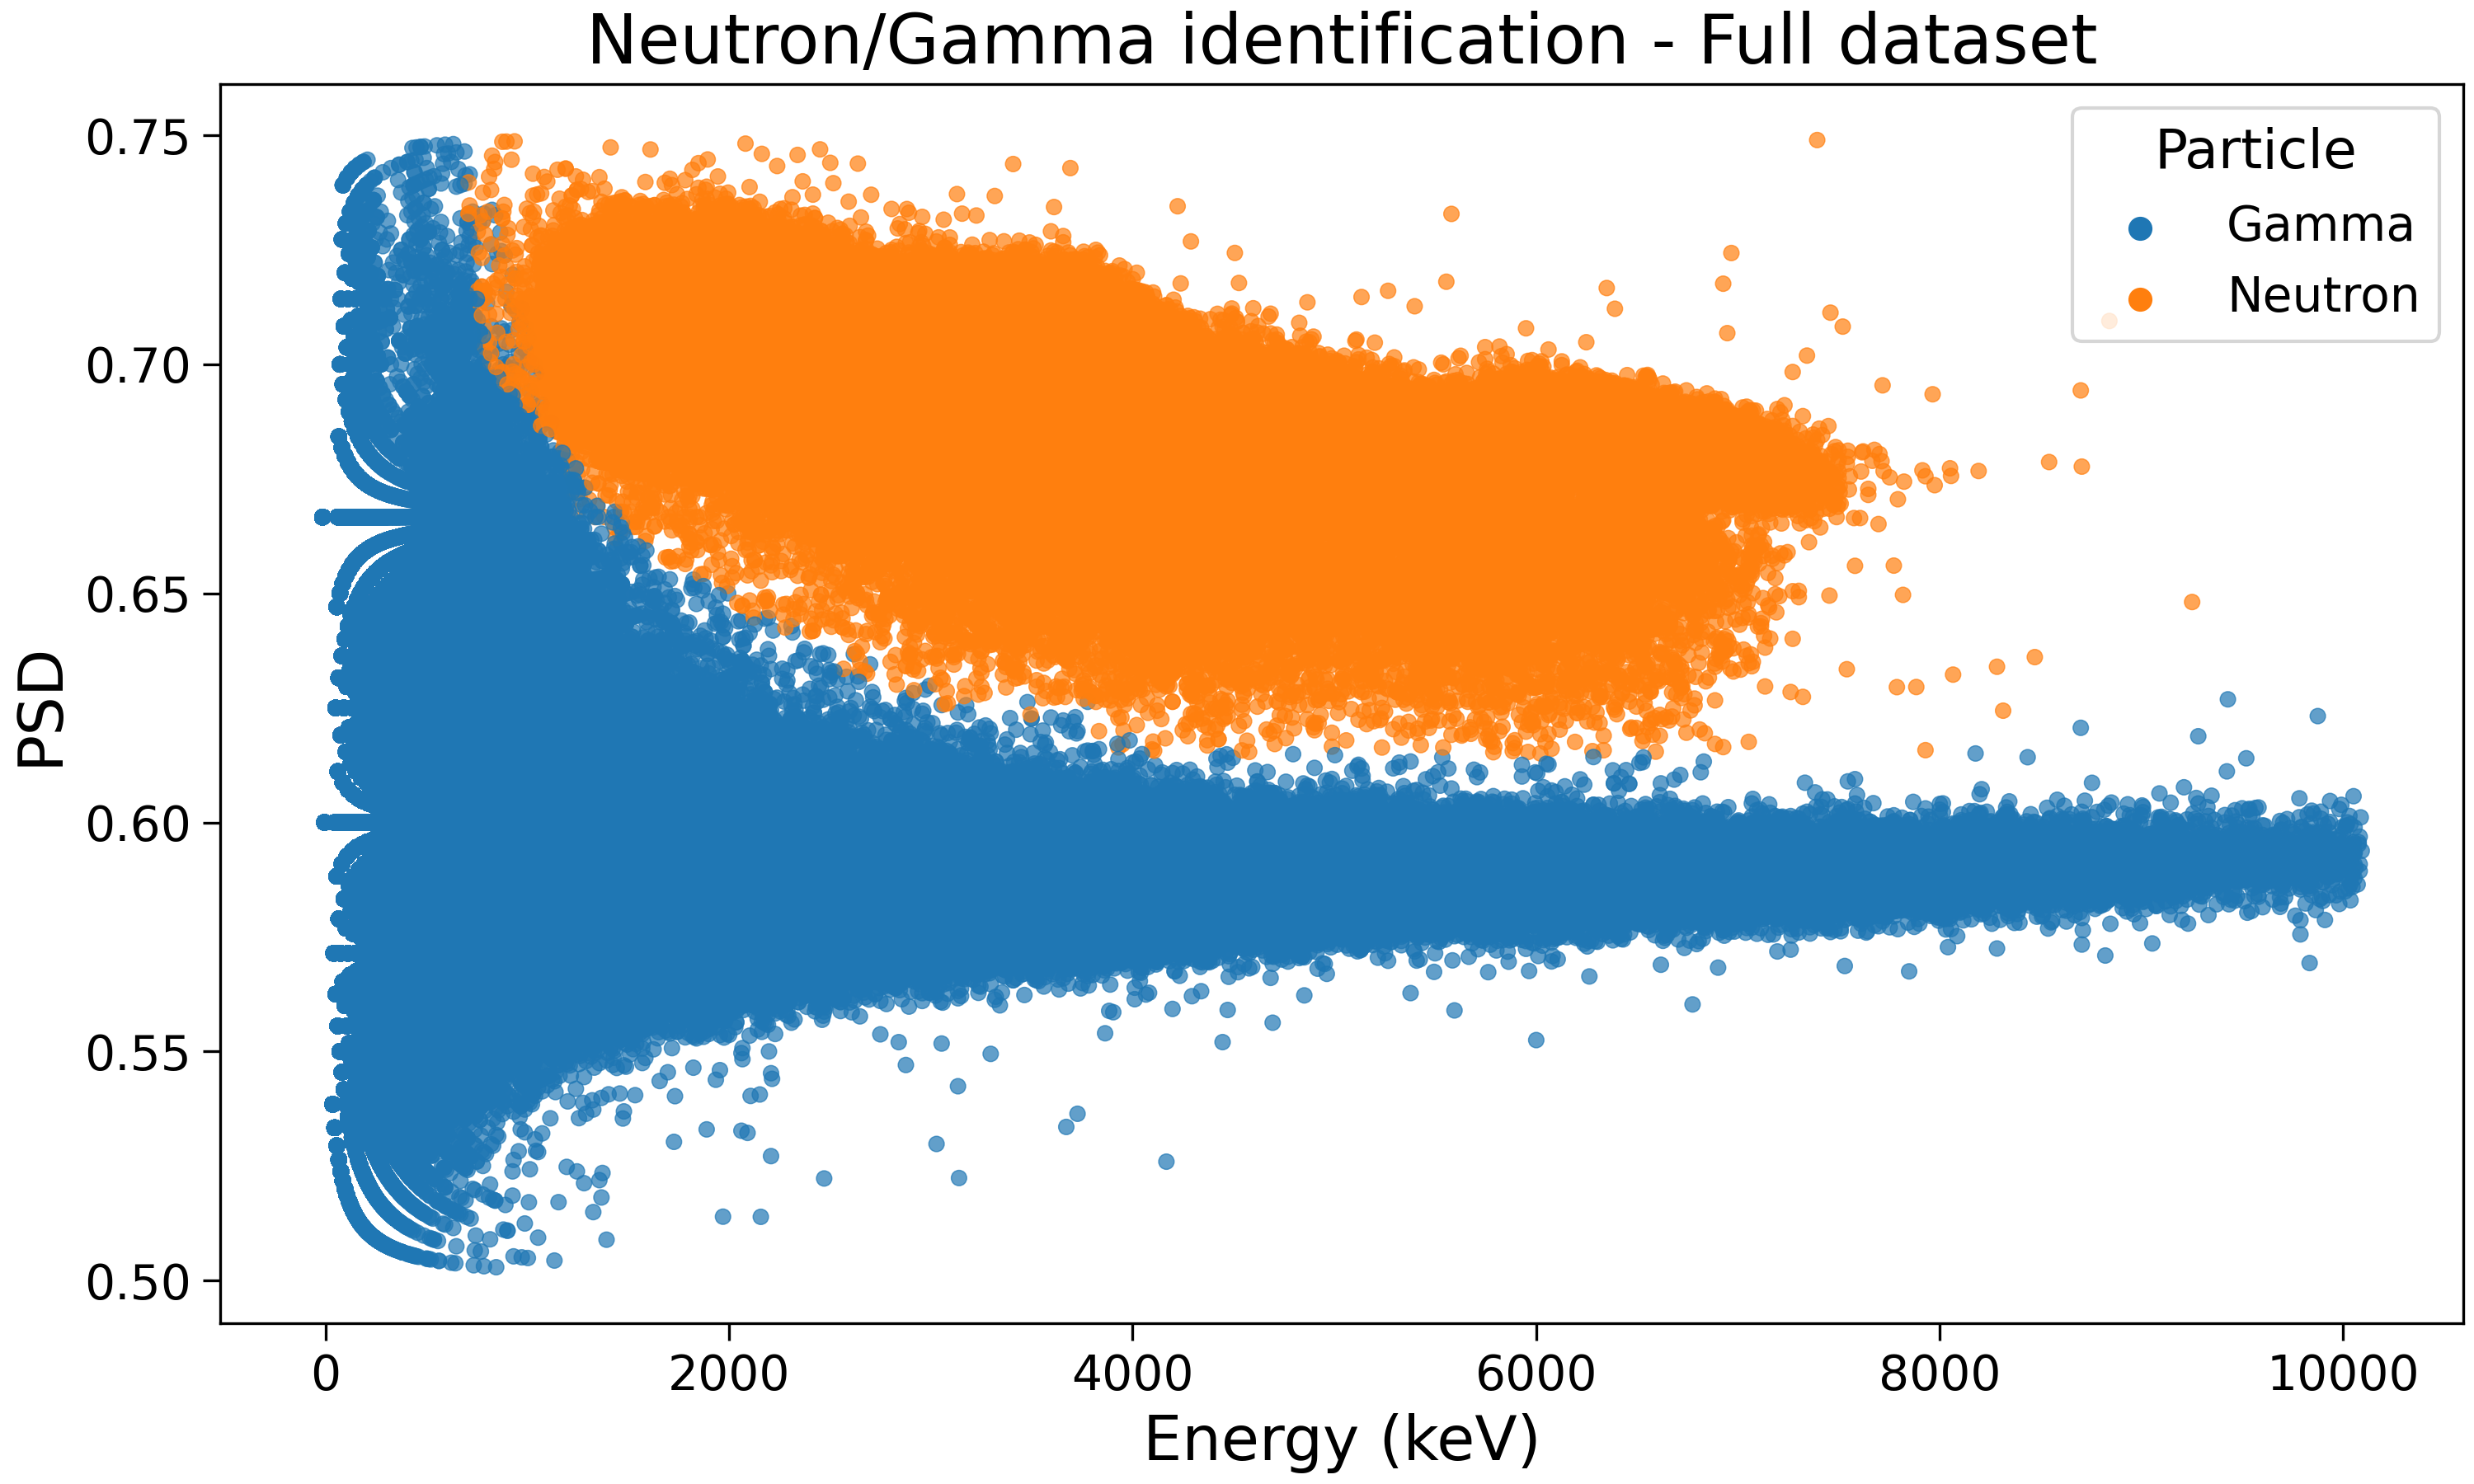 Neutron/Gamma identification - Full dataset
Particle
Gamma
Neutron
PSD
0.75
0.70
0.65
0.60
0.55
0.50
0 2000 4000 6000 8000 10000
Energy (keV)